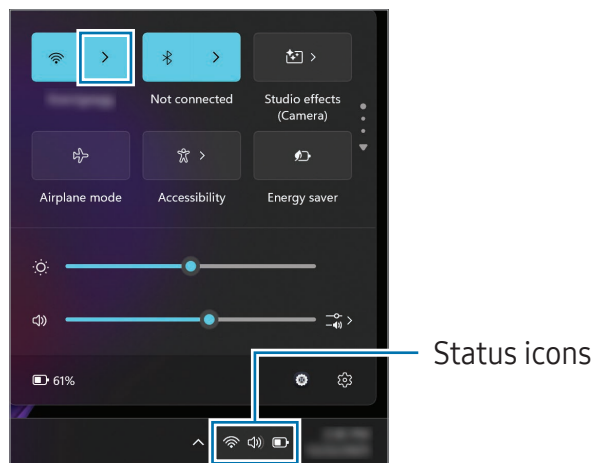 Not connected
Studio effects
(Camera)
Airplane mode
Accessibility
Energy saver
61%
Status icons